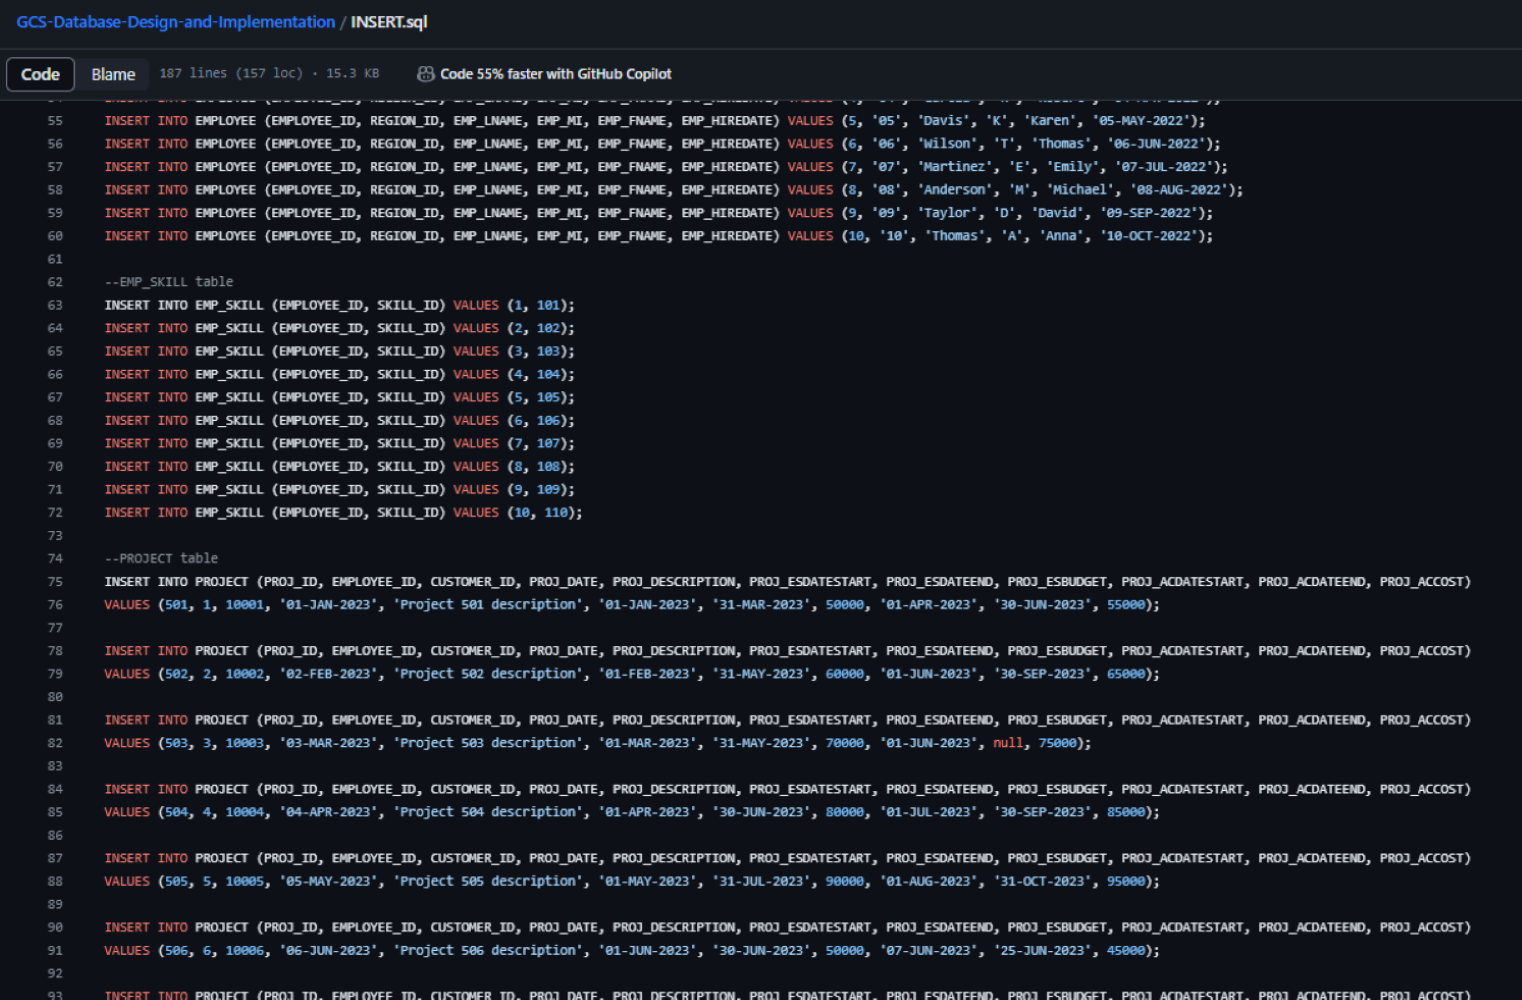 GCS-Database-Design-and-Implementation / INSERT.sql
Code Blame 187 lines (157 loc) · 15.3 KB Code 55% faster with GitHub Copilot
55 INSERT INTO EMPLOYEE (EMPLOYEE_ID, REGION_ID, EMP_LNAME, EMP_MI, EMP_FNAME, EMP_HIREDATE) VALUES (5, '05', 'Davis', 'K', 'Karen', '05-MAY-2022');
56 INSERT INTO EMPLOYEE (EMPLOYEE_ID, REGION_ID, EMP_LNAME, EMP_MI, EMP_FNAME, EMP_HIREDATE) VALUES (6, '06', 'Wilson', 'T', 'Thomas', '06-JUN-2022');
57 INSERT INTO EMPLOYEE (EMPLOYEE_ID, REGION_ID, EMP_LNAME, EMP_MI, EMP_FNAME, EMP_HIREDATE) VALUES (7, '07', 'Martinez', 'E', 'Emily', '07-JUL-2022');
58 INSERT INTO EMPLOYEE (EMPLOYEE_ID, REGION_ID, EMP_LNAME, EMP_MI, EMP_FNAME, EMP_HIREDATE) VALUES (8, '08', 'Anderson', 'M', 'Michael', '08-AUG-2022');
59 INSERT INTO EMPLOYEE (EMPLOYEE_ID, REGION_ID, EMP_LNAME, EMP_MI, EMP_FNAME, EMP_HIREDATE) VALUES (9, '09', 'Taylor', 'D', 'David', '09-SEP-2022');
60 INSERT INTO EMPLOYEE (EMPLOYEE_ID, REGION_ID, EMP_LNAME, EMP_MI, EMP_FNAME, EMP_HIREDATE) VALUES (10, '10', 'Thomas', 'A', 'Anna', '10-OCT-2022');
61
62 --EMP_SKILL table
63 INSERT INTO EMP_SKILL (EMPLOYEE_ID, SKILL_ID) VALUES (1, 101);
64 INSERT INTO EMP_SKILL (EMPLOYEE_ID, SKILL_ID) VALUES (2, 102);
65 INSERT INTO EMP_SKILL (EMPLOYEE_ID, SKILL_ID) VALUES (3, 103);
66 INSERT INTO EMP_SKILL (EMPLOYEE_ID, SKILL_ID) VALUES (4, 104);
67 INSERT INTO EMP_SKILL (EMPLOYEE_ID, SKILL_ID) VALUES (5, 105);
68 INSERT INTO EMP_SKILL (EMPLOYEE_ID, SKILL_ID) VALUES (6, 106);
69 INSERT INTO EMP_SKILL (EMPLOYEE_ID, SKILL_ID) VALUES (7, 107);
70 INSERT INTO EMP_SKILL (EMPLOYEE_ID, SKILL_ID) VALUES (8, 108);
71 INSERT INTO EMP_SKILL (EMPLOYEE_ID, SKILL_ID) VALUES (9, 109);
72 INSERT INTO EMP_SKILL (EMPLOYEE_ID, SKILL_ID) VALUES (10, 110);
73
74 --PROJECT table
75 INSERT INTO PROJECT (PROJ_ID, EMPLOYEE_ID, CUSTOMER_ID, PROJ_DATE, PROJ_DESCRIPTION, PROJ_ESDATESTART, PROJ_ESDATEEND, PROJ_ESBUDGET, PROJ_ACDATESTART, PROJ_ACDATEEND, PROJ_ACCOST)
76 VALUES (501, 1, 10001, '01-JAN-2023', 'Project 501 description', '01-JAN-2023', '31-MAR-2023', 50000, '01-APR-2023', '30-JUN-2023', 55000);
77
78 INSERT INTO PROJECT (PROJ_ID, EMPLOYEE_ID, CUSTOMER_ID, PROJ_DATE, PROJ_DESCRIPTION, PROJ_ESDATESTART, PROJ_ESDATEEND, PROJ_ESBUDGET, PROJ_ACDATESTART, PROJ_ACDATEEND, PROJ_ACCOST)
79 VALUES (502, 2, 10002, '02-FEB-2023', 'Project 502 description', '01-FEB-2023', '31-MAY-2023', 60000, '01-JUN-2023', '30-SEP-2023', 65000);
80
81 INSERT INTO PROJECT (PROJ_ID, EMPLOYEE_ID, CUSTOMER_ID, PROJ_DATE, PROJ_DESCRIPTION, PROJ_ESDATESTART, PROJ_ESDATEEND, PROJ_ESBUDGET, PROJ_ACDATESTART, PROJ_ACDATEEND, PROJ_ACCOST)
82 VALUES (503, 3, 10003, '03-MAR-2023', 'Project 503 description', '01-MAR-2023', '31-MAY-2023', 70000, '01-JUN-2023', null, 75000);
83
84 INSERT INTO PROJECT (PROJ_ID, EMPLOYEE_ID, CUSTOMER_ID, PROJ_DATE, PROJ_DESCRIPTION, PROJ_ESDATESTART, PROJ_ESDATEEND, PROJ_ESBUDGET, PROJ_ACDATESTART, PROJ_ACDATEEND, PROJ_ACCOST)
85 VALUES (504, 4, 10004, '04-APR-2023', 'Project 504 description', '01-APR-2023', '30-JUN-2023', 80000, '01-JUL-2023', '30-SEP-2023', 85000);
86
87 INSERT INTO PROJECT (PROJ_ID, EMPLOYEE_ID, CUSTOMER_ID, PROJ_DATE, PROJ_DESCRIPTION, PROJ_ESDATESTART, PROJ_ESDATEEND, PROJ_ESBUDGET, PROJ_ACDATESTART, PROJ_ACDATEEND, PROJ_ACCOST)
88 VALUES (505, 5, 10005, '05-MAY-2023', 'Project 505 description', '01-MAY-2023', '31-JUL-2023', 90000, '01-AUG-2023', '31-OCT-2023', 95000);
89
90 INSERT INTO PROJECT (PROJ_ID, EMPLOYEE_ID, CUSTOMER_ID, PROJ_DATE, PROJ_DESCRIPTION, PROJ_ESDATESTART, PROJ_ESDATEEND, PROJ_ESBUDGET, PROJ_ACDATESTART, PROJ_ACDATEEND, PROJ_ACCOST)
91 VALUES (506, 6, 10006, '06-JUN-2023', 'Project 506 description', '01-JUN-2023', '30-JUN-2023', 50000, '07-JUN-2023', '25-JUN-2023', 45000);
92
93 INSERT INTO PROJECT (PROJ_ID, EMPLOYEE_ID, CUSTOMER_ID, PROJ_DATE, PROJ_DESCRIPTION, PROJ_ESDATESTART, PROJ_ESDATEEND, PROJ_ESBUDGET, PROJ_ACDATESTART, PROJ_ACDATEEND, PROJ_ACCOST)